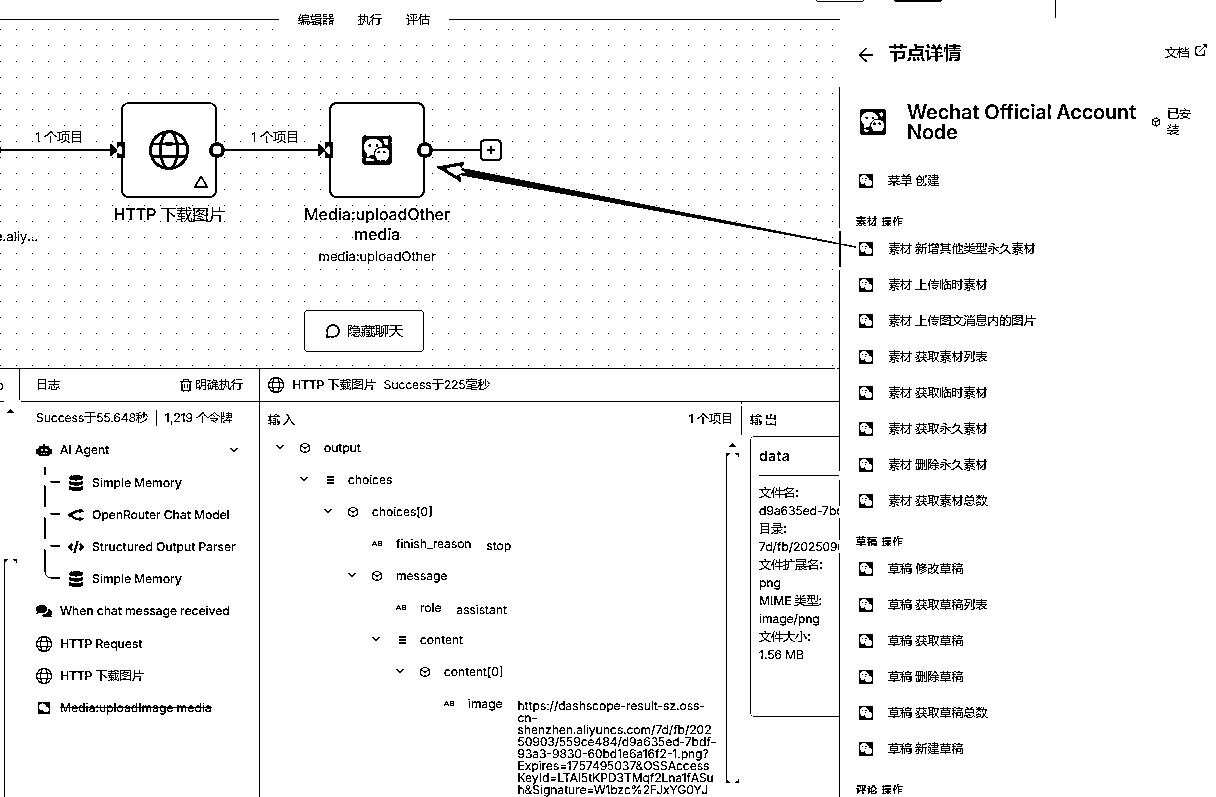 编辑器 执行 评估
1 个项目
1 个项目
HTTP 下载图片
Media:uploadOther
media
media:uploadOther
e.aliy...
隐藏聊天
日志
明确执行
Success于55.648秒 | 1,219 个令牌
AI Agent
Simple Memory
OpenRouter Chat Model
Structured Output Parser
Simple Memory
When chat message received
HTTP Request
HTTP 下载图片
Media:uploadImage media
HTTP 下载图片 Success于225毫秒
输入
1 个项目
output
choices
choices[0]
AB finish_reason stop
message
AB role assistant
content
content[0]
AB image https://dashscope-result-sz.oss-
cn-
shenzhen.aliyuncs.com/7d/fb/202
50903/559ce484/d9a635ed-7bdf-
93a3-9830-60bd1e6a16f2-1.png?
Expires=1757495037&OSSAccess
KeyId=LTAI5tKPD3TMqf2Lna1fASu
h&Signature=W1bzc%2FJxYG0YJ
输出
data
文件名:
d9a635ed-7bd
目录:
7d/fb/2025090
文件扩展名:
png
MIME 类型:
image/png
文件大小:
1.56 MB
节点详情
文档
Wechat Official Account
Node
已安
装
菜单 创建
素材 操作
素材 新增其他类型永久素材
素材 上传临时素材
素材 上传图文消息内的图片
素材 获取素材列表
素材 获取临时素材
素材 获取永久素材
素材 删除永久素材
素材 获取素材总数
草稿 操作
草稿 修改草稿
草稿 获取草稿列表
草稿 获取草稿
草稿 删除草稿
草稿 获取草稿总数
草稿 新建草稿
评论 操作